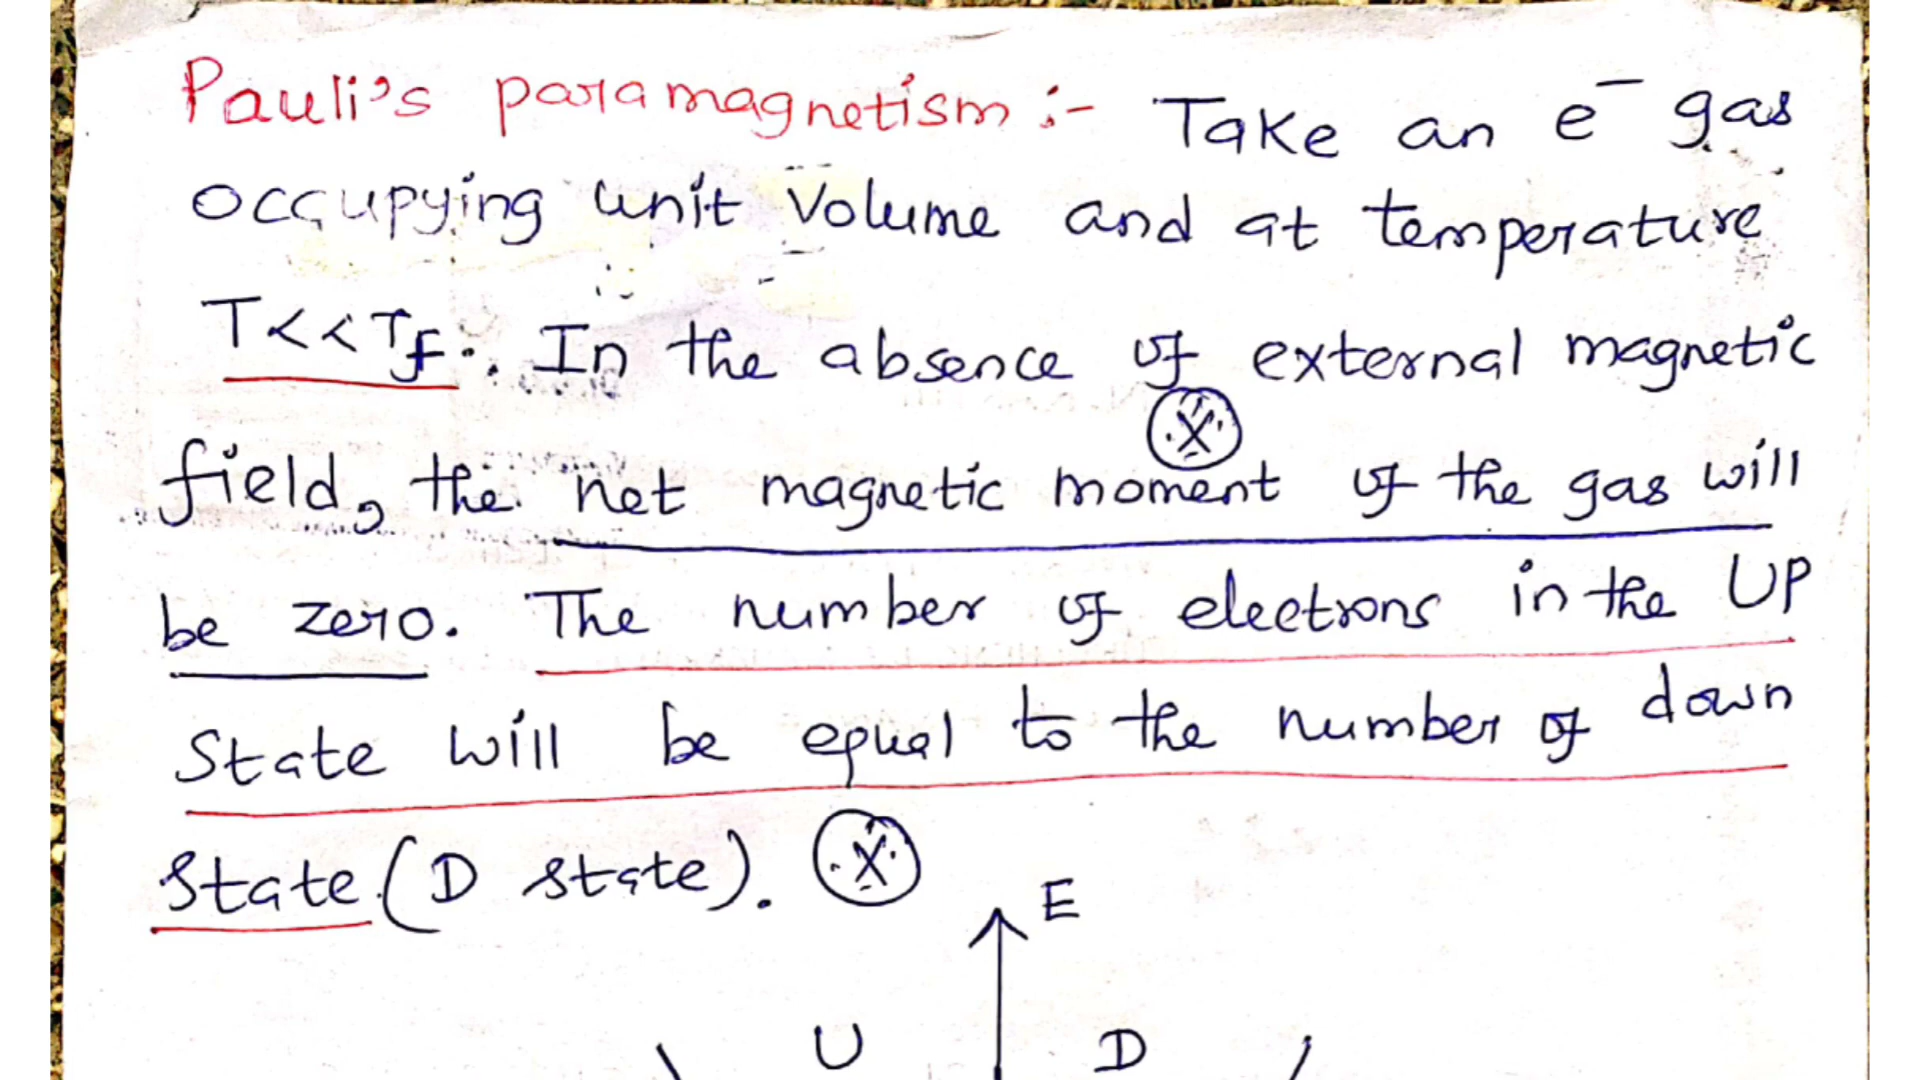 Pauli's paramagnetism :- Take an e⁻ gas
occupying unit Volume and at temperature
T<<T_F. In the absence of external magnetic
field, the net magnetic moment of the gas will
be zero. The number of electrons in the UP
State will be equal to the number of down
State (D state).
E
U D